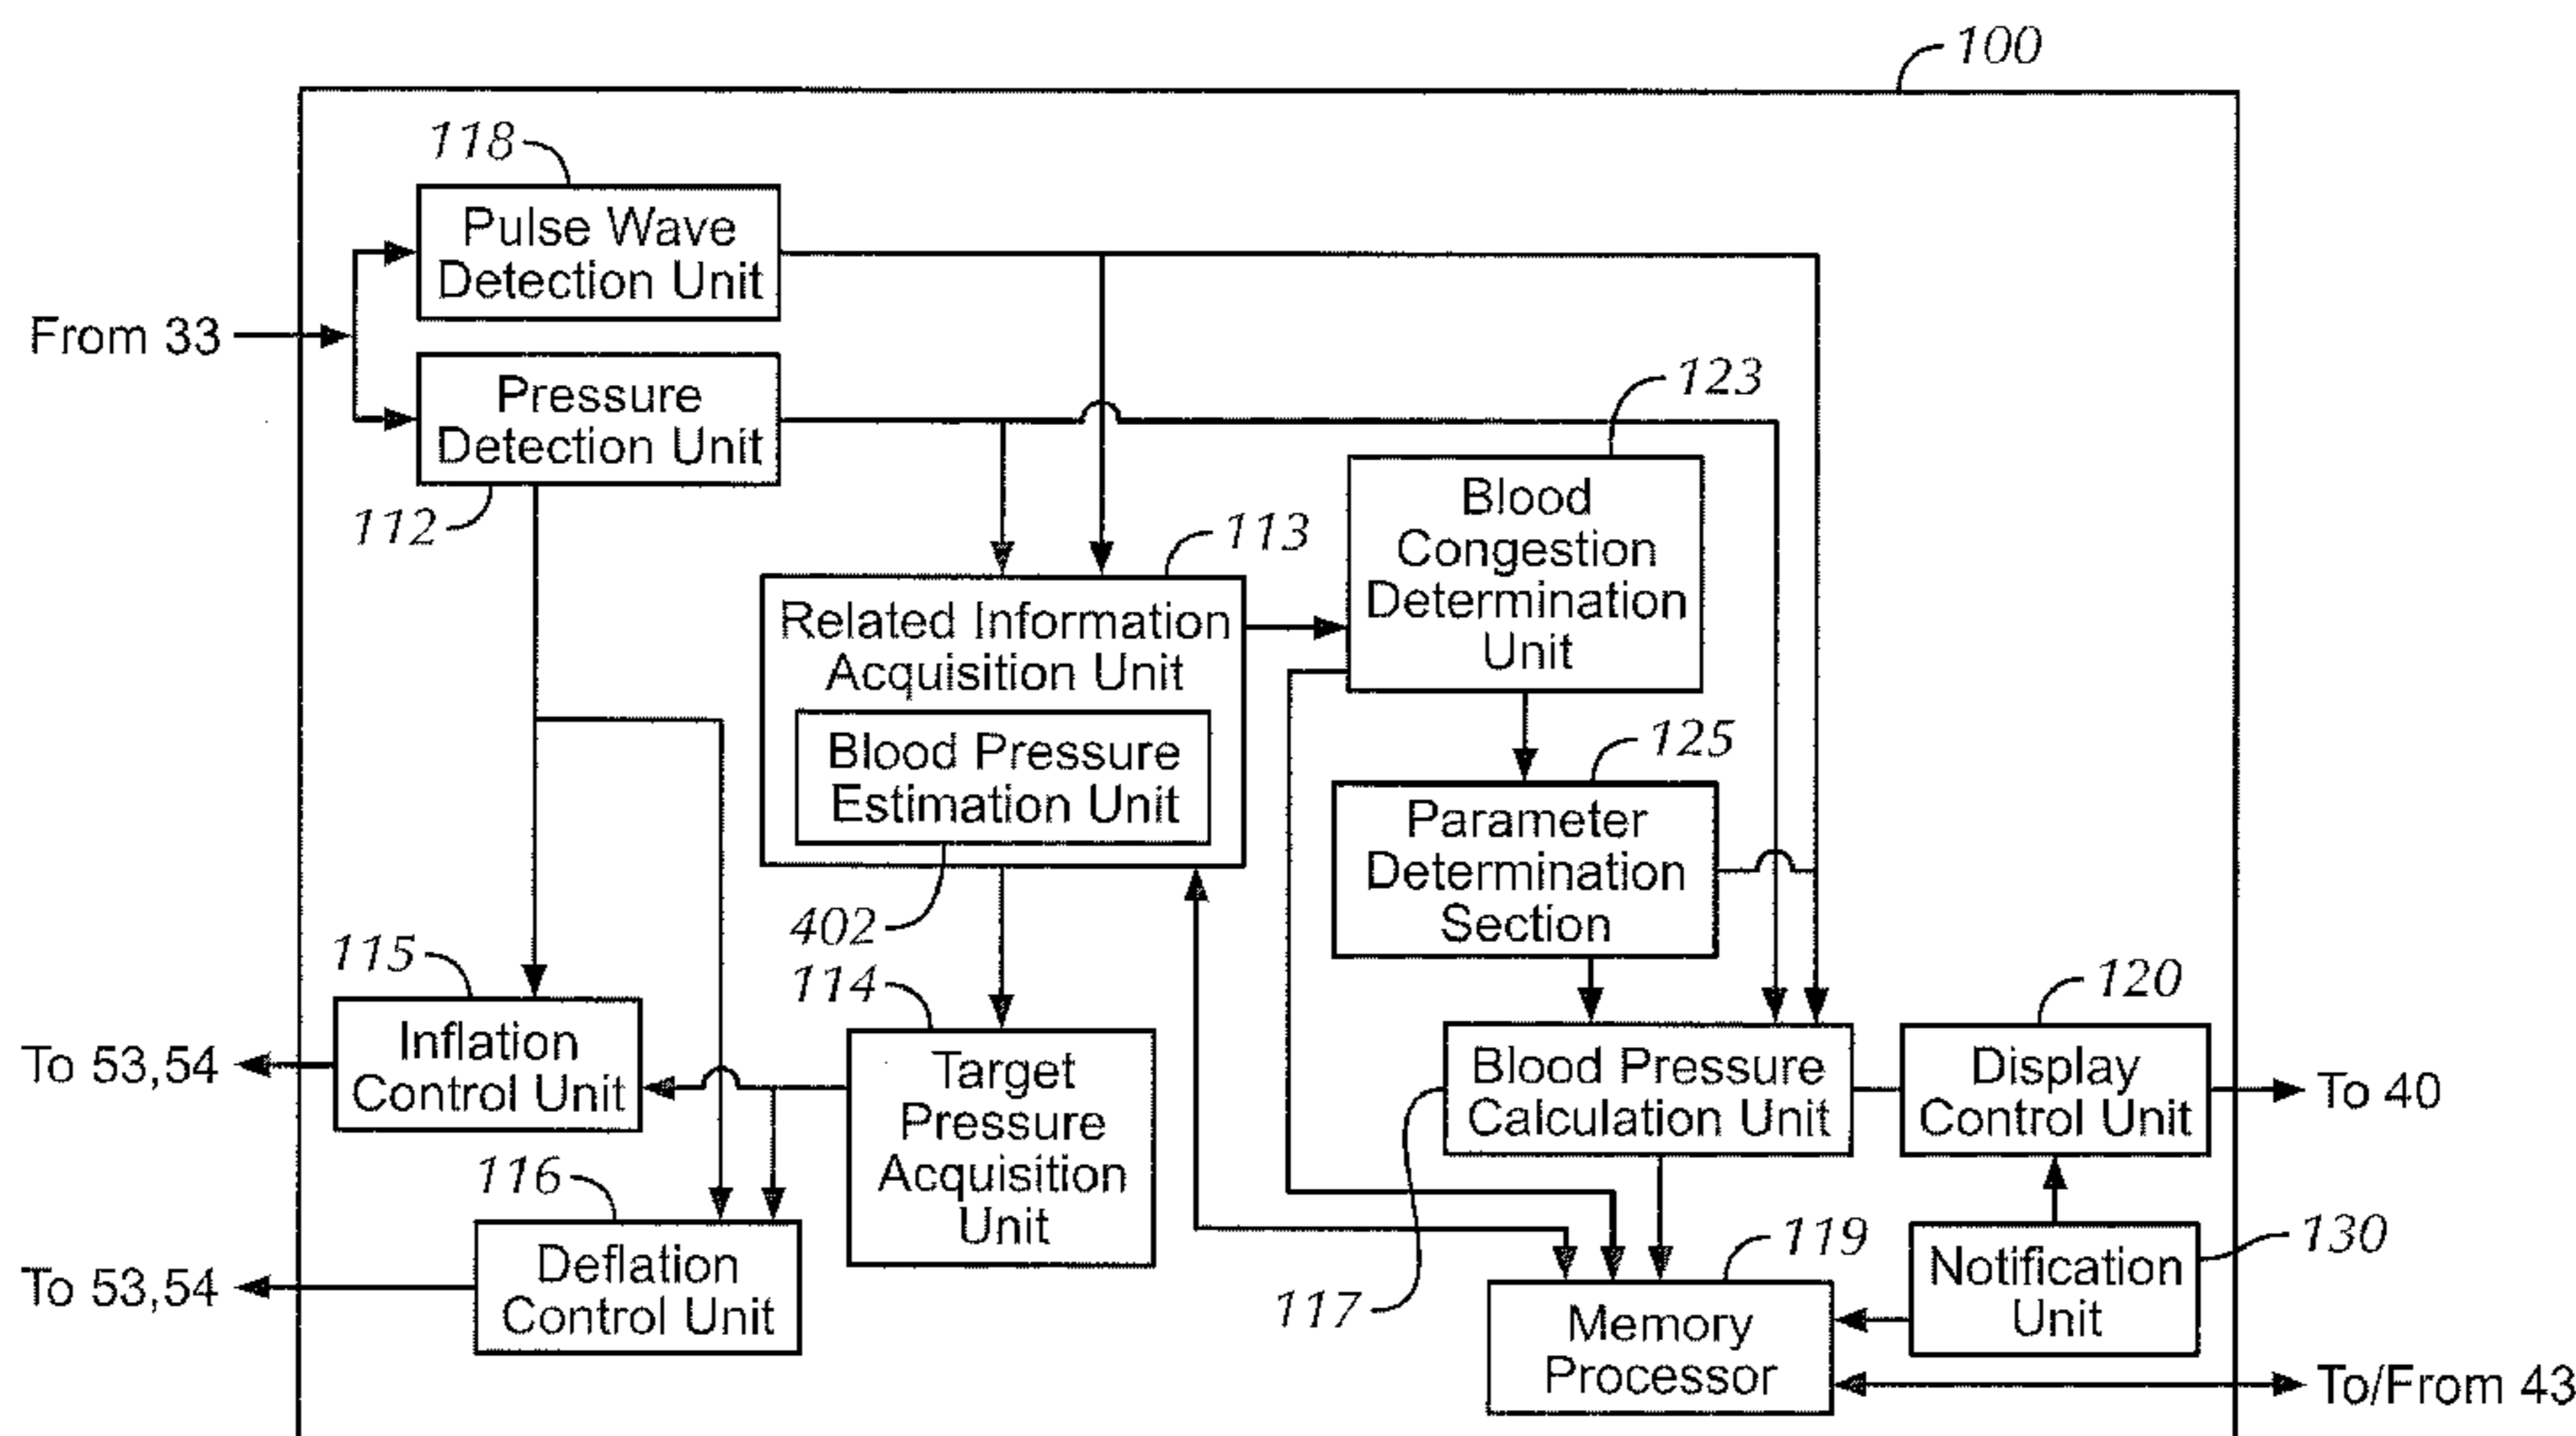 100
118
Pulse Wave
Detection Unit
From 33
Pressure
Detection Unit
112
123
Blood
Congestion
Determination
Unit
113
Related Information
Acquisition Unit
Blood Pressure
Estimation Unit
402
125
Parameter
Determination
Section
115
Inflation
Control Unit
To 53,54
114
Target
Pressure
Acquisition
Unit
116
Deflation
Control Unit
To 53,54
Blood Pressure
Calculation Unit
117
120
Display
Control Unit
To 40
119
Memory
Processor
130
Notification
Unit
To/From 43